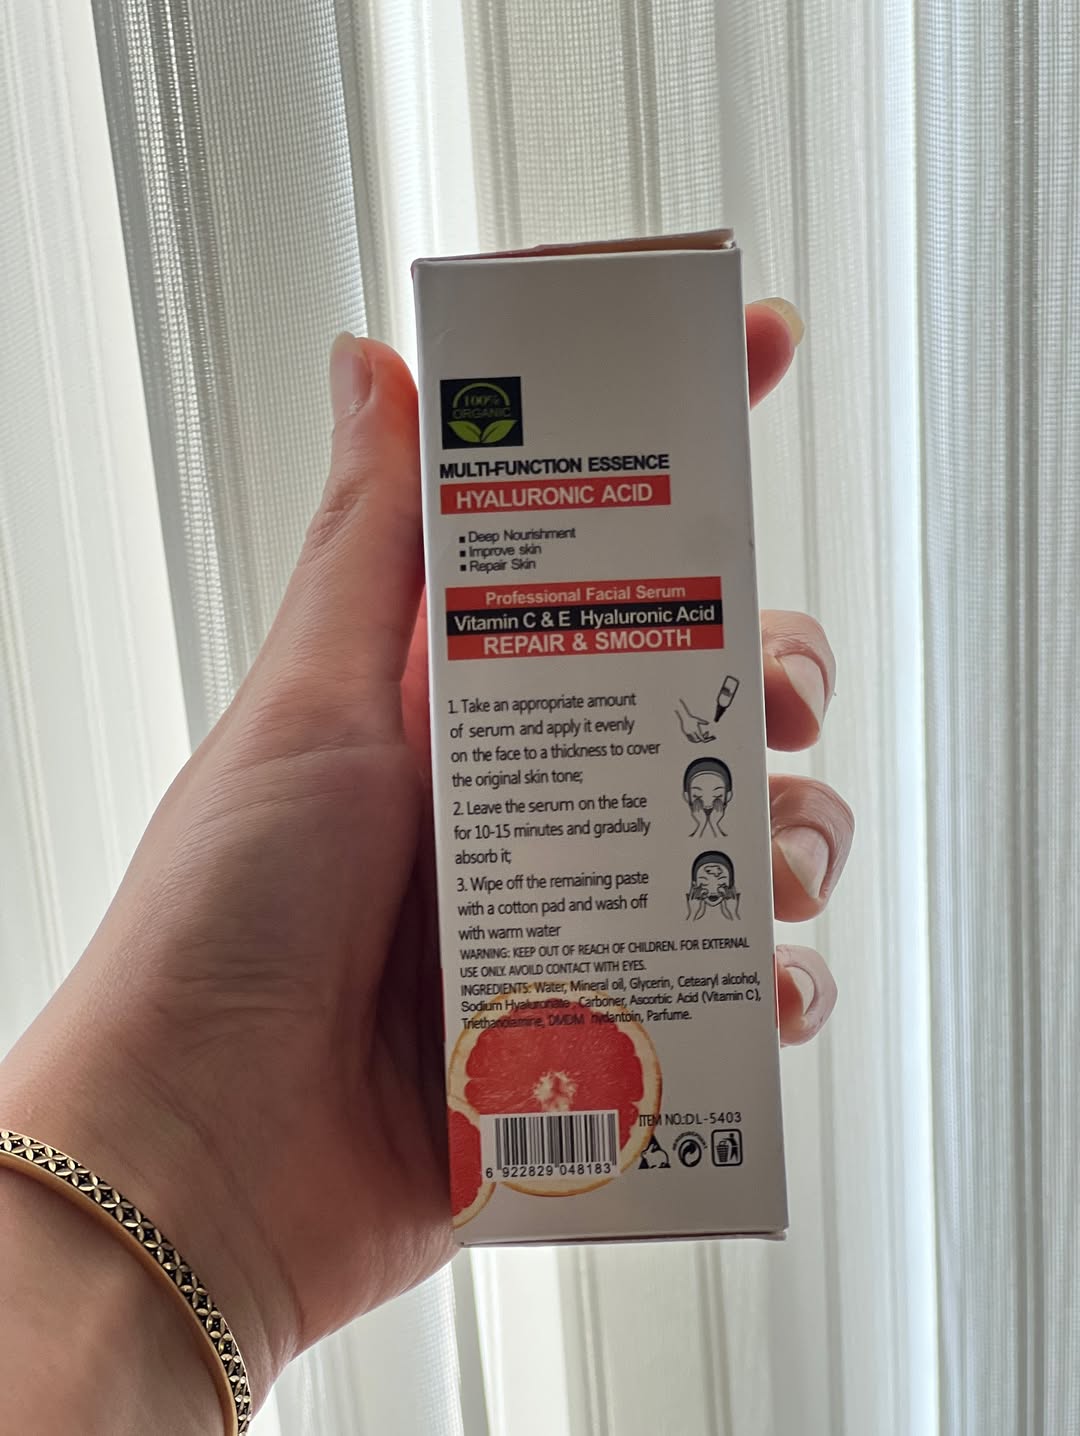 100%
ORGANIC
MULTI-FUNCTION ESSENCE
HYALURONIC ACID
▪ Deep Nourishment
▪ Improve skin
▪ Repair Skin
Professional Facial Serum
Vitamin C & E Hyaluronic Acid
REPAIR & SMOOTH
1. Take an appropriate amount
of serum and apply it evenly
on the face to a thickness to cover
the original skin tone;
2. Leave the serum on the face
for 10-15 minutes and gradually
absorb it;
3. Wipe off the remaining paste
with a cotton pad and wash off
with warm water
WARNING: KEEP OUT OF REACH OF CHILDREN. FOR EXTERNAL
USE ONLY. AVOILD CONTACT WITH EYES.
INGREDIENTS: Water, Mineral oil, Glycerin, Cetearyl alcohol,
Sodium Hyaluronate , Carboner, Ascorbic Acid (Vitamin C),
Triethanolamine, DMDM hydantoin, Parfume.
ITEM NO.:DL-5403
6 922829 048183